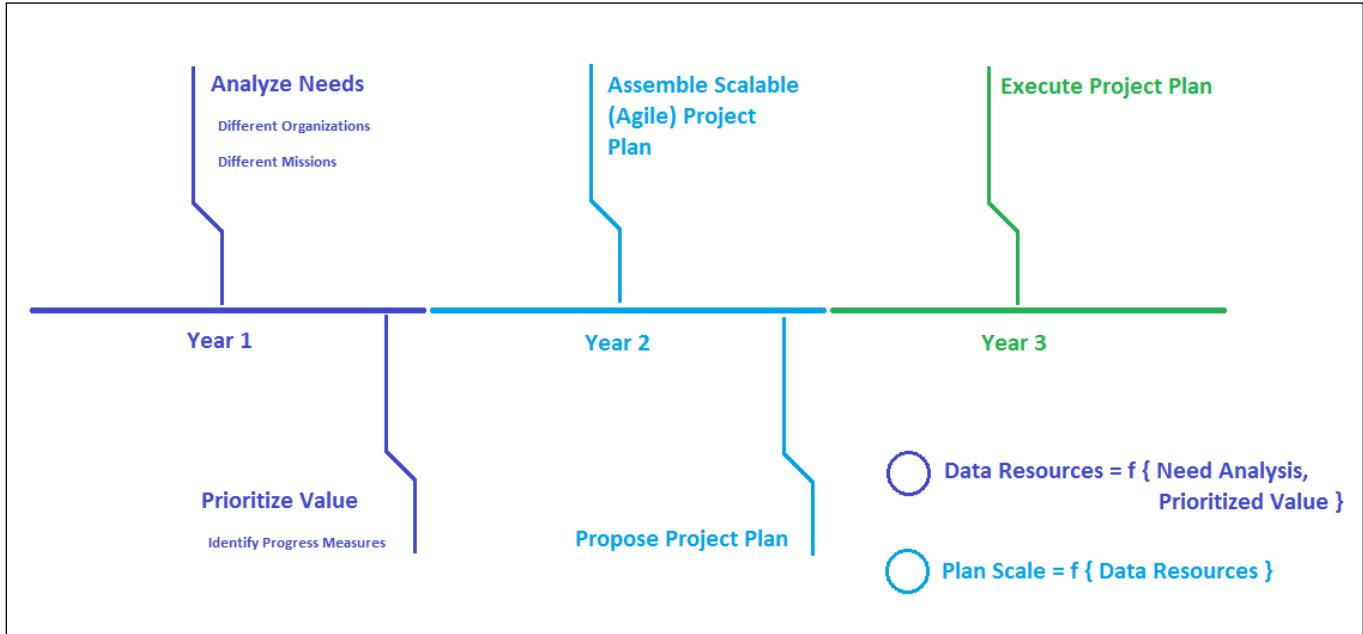 Analyze Needs
Different Organizations
Different Missions
Assemble Scalable
(Agile) Project
Plan
Execute Project Plan
Year 1
Year 2
Year 3
Prioritize Value
Identify Progress Measures
Propose Project Plan
Data Resources = f { Need Analysis,
Prioritized Value }
Plan Scale = f { Data Resources }